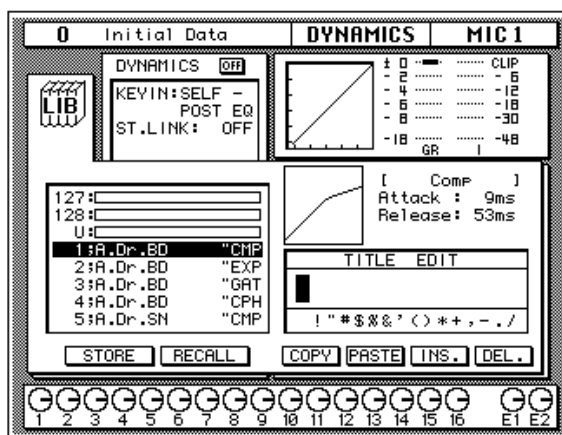 0 Initial Data DYNAMICS MIC 1
DYNAMICS OFF
KEYIN:SELF -
POST EQ
ST.LINK: OFF
LIB
± 0 CLIP
- 2 - 6
- 4 -12
- 6 -18
- 8 -30
-18 -48
GR I
[ Comp ]
Attack : 9ms
Release: 53ms
127:
128:
U:
1;A.Dr.BD "CMP
2;A.Dr.BD "EXP
3;A.Dr.BD "GAT
4;A.Dr.BD "CPH
5;A.Dr.SN "CMP
TITLE EDIT
!"#$%&'()*+,-./
STORE RECALL COPY PASTE INS. DEL.
1 2 3 4 5 6 7 8 9 10 11 12 13 14 15 16 E1 E2